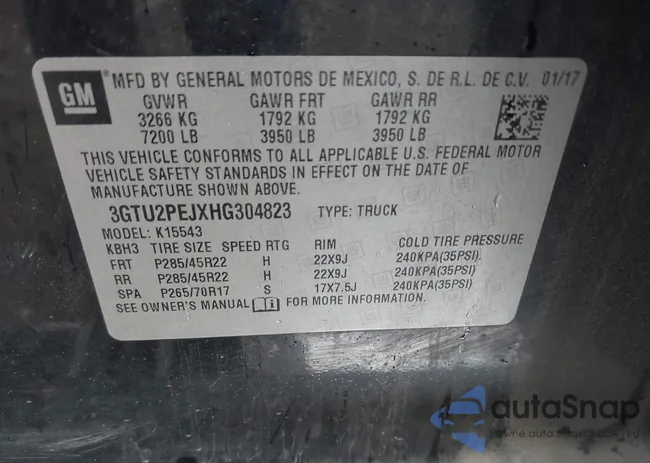 GM ® MFD BY GENERAL MOTORS DE MEXICO, S. DE R.L. DE C.V. 01/17
GVWR GAWR FRT GAWR RR
3266 KG 1792 KG 1792 KG
7200 LB 3950 LB 3950 LB
THIS VEHICLE CONFORMS TO ALL APPLICABLE U.S. FEDERAL MOTOR
VEHICLE SAFETY STANDARDS IN EFFECT ON THE DATE OF
MANUFACTURE SHOWN ABOVE.
3GTU2PEJXHG304823 TYPE: TRUCK
MODEL: K15543
KBH3 TIRE SIZE SPEED RTG RIM COLD TIRE PRESSURE
FRT P285/45R22 H 22X9J 240KPA(35PSI)
RR P285/45R22 H 22X9J 240KPA(35PSI)
SPA P265/70R17 S 17X7.5J 240KPA(35PSI)
SEE OWNER'S MANUAL i FOR MORE INFORMATION.
autoSnap